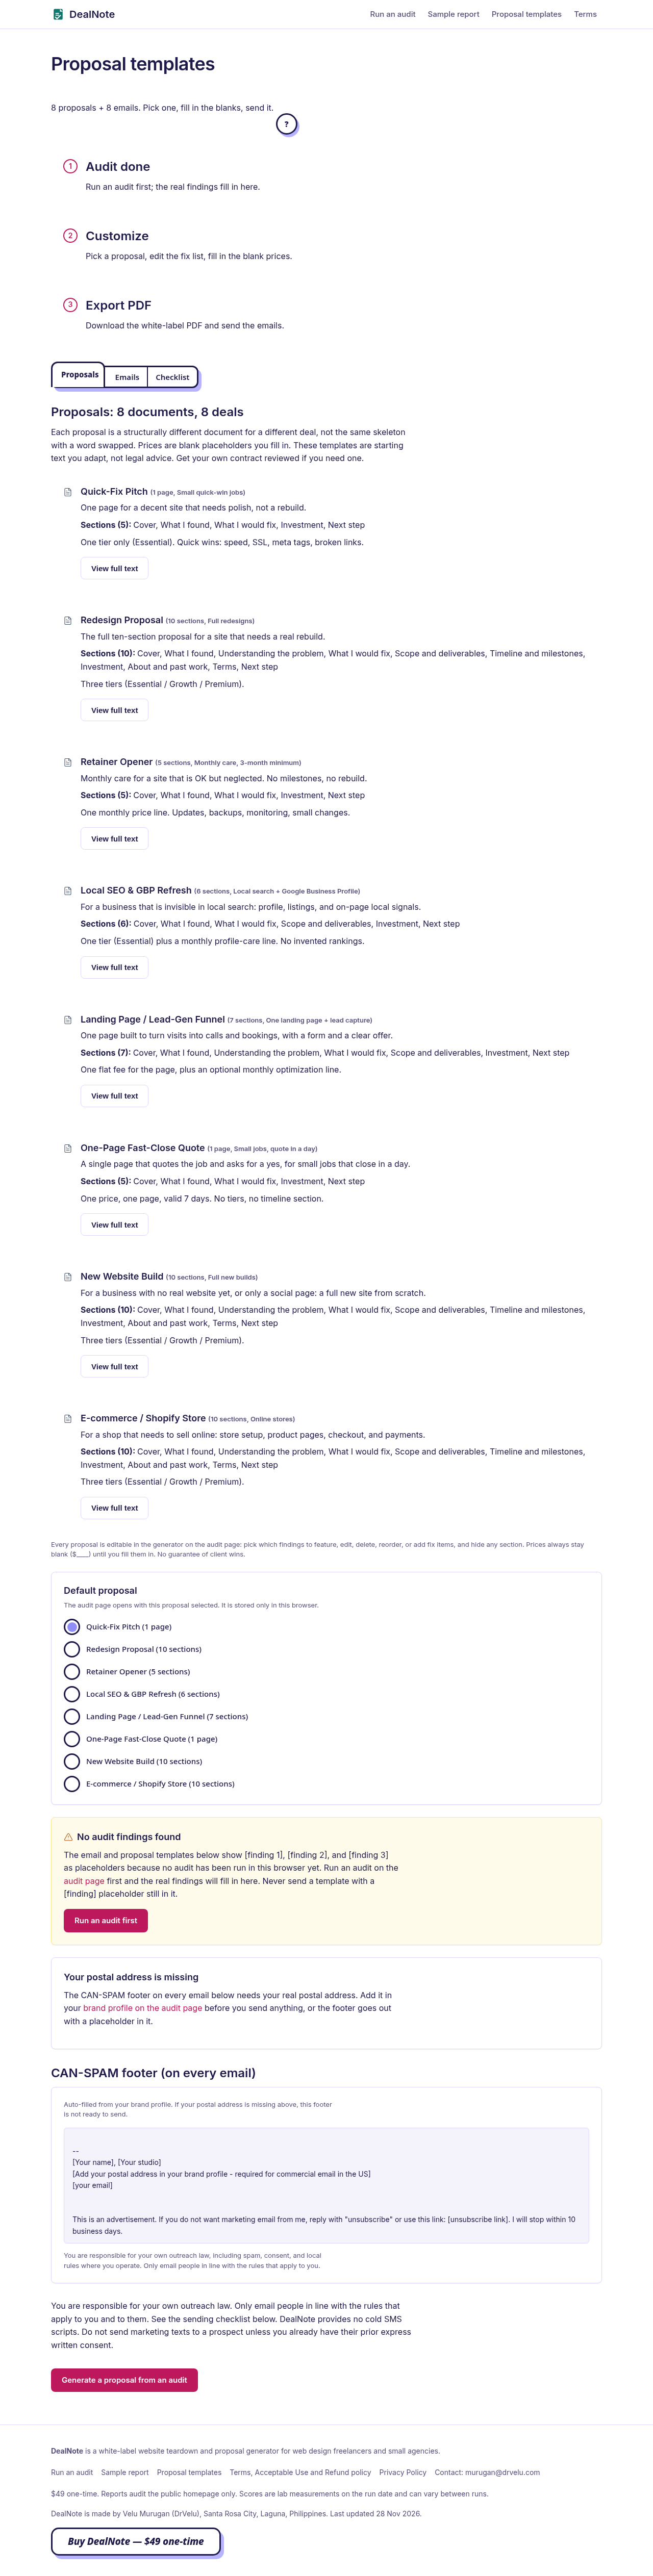 DealNote
Run an audit
Sample report
Proposal templates
Terms
Proposal templates
8 proposals + 8 emails. Pick one, fill in the blanks, send it.
?
1
Audit done
Run an audit first; the real findings fill in here.
2
Customize
Pick a proposal, edit the fix list, fill in the blank prices.
3
Export PDF
Download the white-label PDF and send the emails.
Proposals
Emails
Checklist
Proposals: 8 documents, 8 deals
Each proposal is a structurally different document for a different deal, not the same skeleton
with a word swapped. Prices are blank placeholders you fill in. These templates are starting
text you adapt, not legal advice. Get your own contract reviewed if you need one.
Quick-Fix Pitch (1 page, Small quick-win jobs)
One page for a decent site that needs polish, not a rebuild.
Sections (5): Cover, What I found, What I would fix, Investment, Next step
One tier only (Essential). Quick wins: speed, SSL, meta tags, broken links.
View full text
Redesign Proposal (10 sections, Full redesigns)
The full ten-section proposal for a site that needs a real rebuild.
Sections (10): Cover, What I found, Understanding the problem, What I would fix, Scope and deliverables, Timeline and milestones,
Investment, About and past work, Terms, Next step
Three tiers (Essential / Growth / Premium).
View full text
Retainer Opener (5 sections, Monthly care, 3-month minimum)
Monthly care for a site that is OK but neglected. No milestones, no rebuild.
Sections (5): Cover, What I found, What I would fix, Investment, Next step
One monthly price line. Updates, backups, monitoring, small changes.
View full text
Local SEO & GBP Refresh (6 sections, Local search + Google Business Profile)
For a business that is invisible in local search: profile, listings, and on-page local signals.
Sections (6): Cover, What I found, What I would fix, Scope and deliverables, Investment, Next step
One tier (Essential) plus a monthly profile-care line. No invented rankings.
View full text
Landing Page / Lead-Gen Funnel (7 sections, One landing page + lead capture)
One page built to turn visits into calls and bookings, with a form and a clear offer.
Sections (7): Cover, What I found, Understanding the problem, What I would fix, Scope and deliverables, Investment, Next step
One flat fee for the page, plus an optional monthly optimization line.
View full text
One-Page Fast-Close Quote (1 page, Small jobs, quote in a day)
A single page that quotes the job and asks for a yes, for small jobs that close in a day.
Sections (5): Cover, What I found, What I would fix, Investment, Next step
One price, one page, valid 7 days. No tiers, no timeline section.
View full text
New Website Build (10 sections, Full new builds)
For a business with no real website yet, or only a social page: a full new site from scratch.
Sections (10): Cover, What I found, Understanding the problem, What I would fix, Scope and deliverables, Timeline and milestones,
Investment, About and past work, Terms, Next step
Three tiers (Essential / Growth / Premium).
View full text
E-commerce / Shopify Store (10 sections, Online stores)
For a shop that needs to sell online: store setup, product pages, checkout, and payments.
Sections (10): Cover, What I found, Understanding the problem, What I would fix, Scope and deliverables, Timeline and milestones,
Investment, About and past work, Terms, Next step
Three tiers (Essential / Growth / Premium).
View full text
Every proposal is editable in the generator on the audit page: pick which findings to feature, edit, delete, reorder, or add fix items, and hide any section. Prices always stay
blank ($____) until you fill them in. No guarantee of client wins.
Default proposal
The audit page opens with this proposal selected. It is stored only in this browser.
Quick-Fix Pitch (1 page)
Redesign Proposal (10 sections)
Retainer Opener (5 sections)
Local SEO & GBP Refresh (6 sections)
Landing Page / Lead-Gen Funnel (7 sections)
One-Page Fast-Close Quote (1 page)
New Website Build (10 sections)
E-commerce / Shopify Store (10 sections)
No audit findings found
The email and proposal templates below show [finding 1], [finding 2], and [finding 3]
as placeholders because no audit has been run in this browser yet. Run an audit on the
audit page first and the real findings will fill in here. Never send a template with a
[finding] placeholder still in it.
Run an audit first
Your postal address is missing
The CAN-SPAM footer on every email below needs your real postal address. Add it in
your brand profile on the audit page before you send anything, or the footer goes out
with a placeholder in it.
CAN-SPAM footer (on every email)
Auto-filled from your brand profile. If your postal address is missing above, this footer
is not ready to send.
--
[Your name], [Your studio]
[Add your postal address in your brand profile - required for commercial email in the US]
[your email]
This is an advertisement. If you do not want marketing email from me, reply with "unsubscribe" or use this link: [unsubscribe link]. I will stop within 10
business days.
You are responsible for your own outreach law, including spam, consent, and local
rules where you operate. Only email people in line with the rules that apply to you.
You are responsible for your own outreach law. Only email people in line with the rules that
apply to you and to them. See the sending checklist below. DealNote provides no cold SMS
scripts. Do not send marketing texts to a prospect unless you already have their prior express
written consent.
Generate a proposal from an audit
DealNote is a white-label website teardown and proposal generator for web design freelancers and small agencies.
Run an audit
Sample report
Proposal templates
Terms, Acceptable Use and Refund policy
Privacy Policy
Contact: murugan@drvelu.com
$49 one-time. Reports audit the public homepage only. Scores are lab measurements on the run date and can vary between runs.
DealNote is made by Velu Murugan (DrVelu), Santa Rosa City, Laguna, Philippines. Last updated 28 Nov 2026.
Buy DealNote — $49 one-time